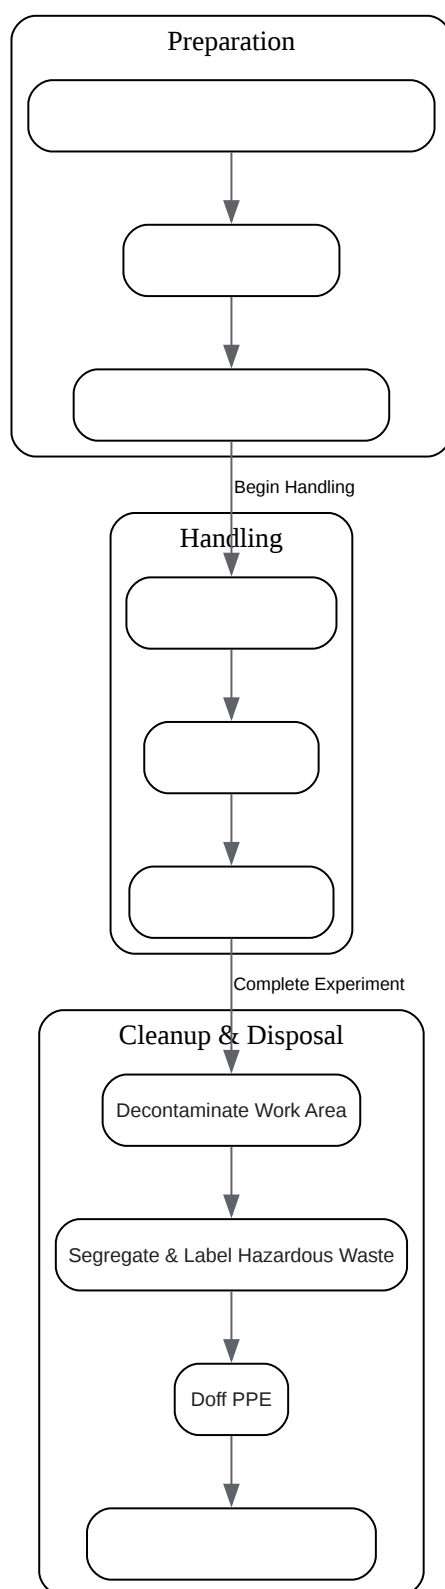 Preparation
Begin Handling
Handling
Complete Experiment
Cleanup & Disposal
Decontaminate Work Area
Segregate & Label Hazardous Waste
Doff PPE